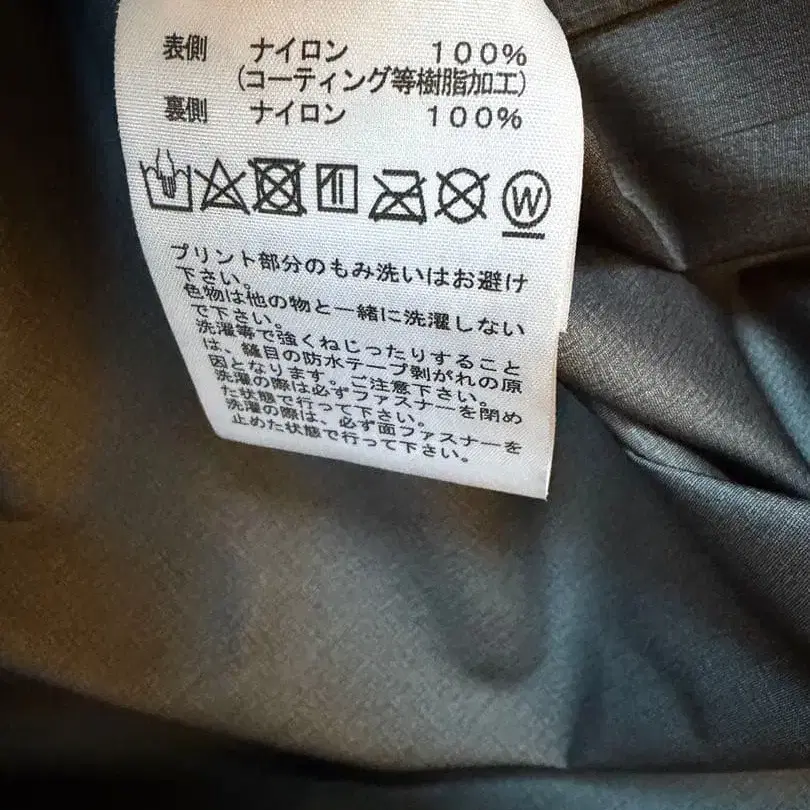 表側 ナイロン 100%
(コーティング等樹脂加工)
裏側 ナイロン 100%
W
プリント部分のもみ洗いはお避け
下さい。
色物は他の物と一緒に洗濯しない
で下さい。
洗濯等で強くねじったりすること
は、縫目の防水テープ剥がれの原
因となります。ご注意下さい。
洗濯の際は必ずファスナーを閉め
た状態で行って下さい。
洗濯の際は、必ず面ファスナーを
止めた状態で行って下さい。